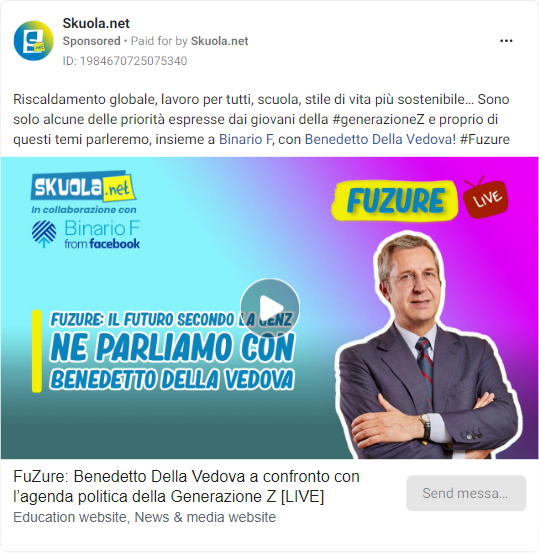 Skuola.net
Sponsored • Paid for by Skuola.net
ID: 1984670725075340
Riscaldamento globale, lavoro per tutti, scuola, stile di vita più sostenibile... Sono
solo alcune delle priorità espresse dai giovani della #generazioneZ e proprio di
questi temi parleremo, insieme a Binario F, con Benedetto Della Vedova! #Fuzure
SKUOLA.net
In collaborazione con
Binario F
from facebook
FUZURE
LIVE
FUZURE: IL FUTURO SECONDO LA GENZ
NE PARLIAMO CON
BENEDETTO DELLA VEDOVA
FuZure: Benedetto Della Vedova a confronto con
l'agenda politica della Generazione Z [LIVE]
Education website, News & media website
Send messa...